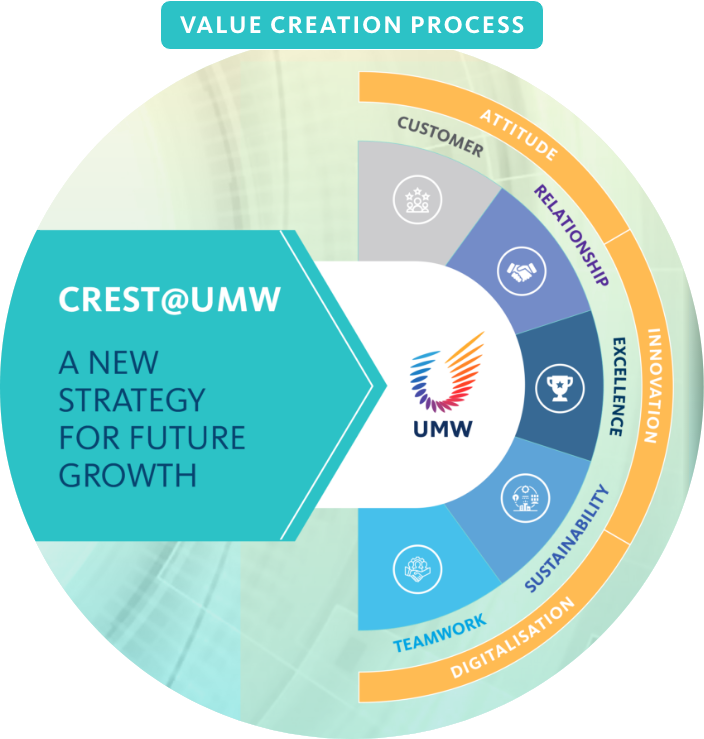 VALUE CREATION PROCESS
CREST@UMW
A NEW
STRATEGY
FOR FUTURE
GROWTH
UMW
CUSTOMER
RELATIONSHIP
EXCELLENCE
SUSTAINABILITY
TEAMWORK
ATTITUDE
INNOVATION
DIGITALISATION